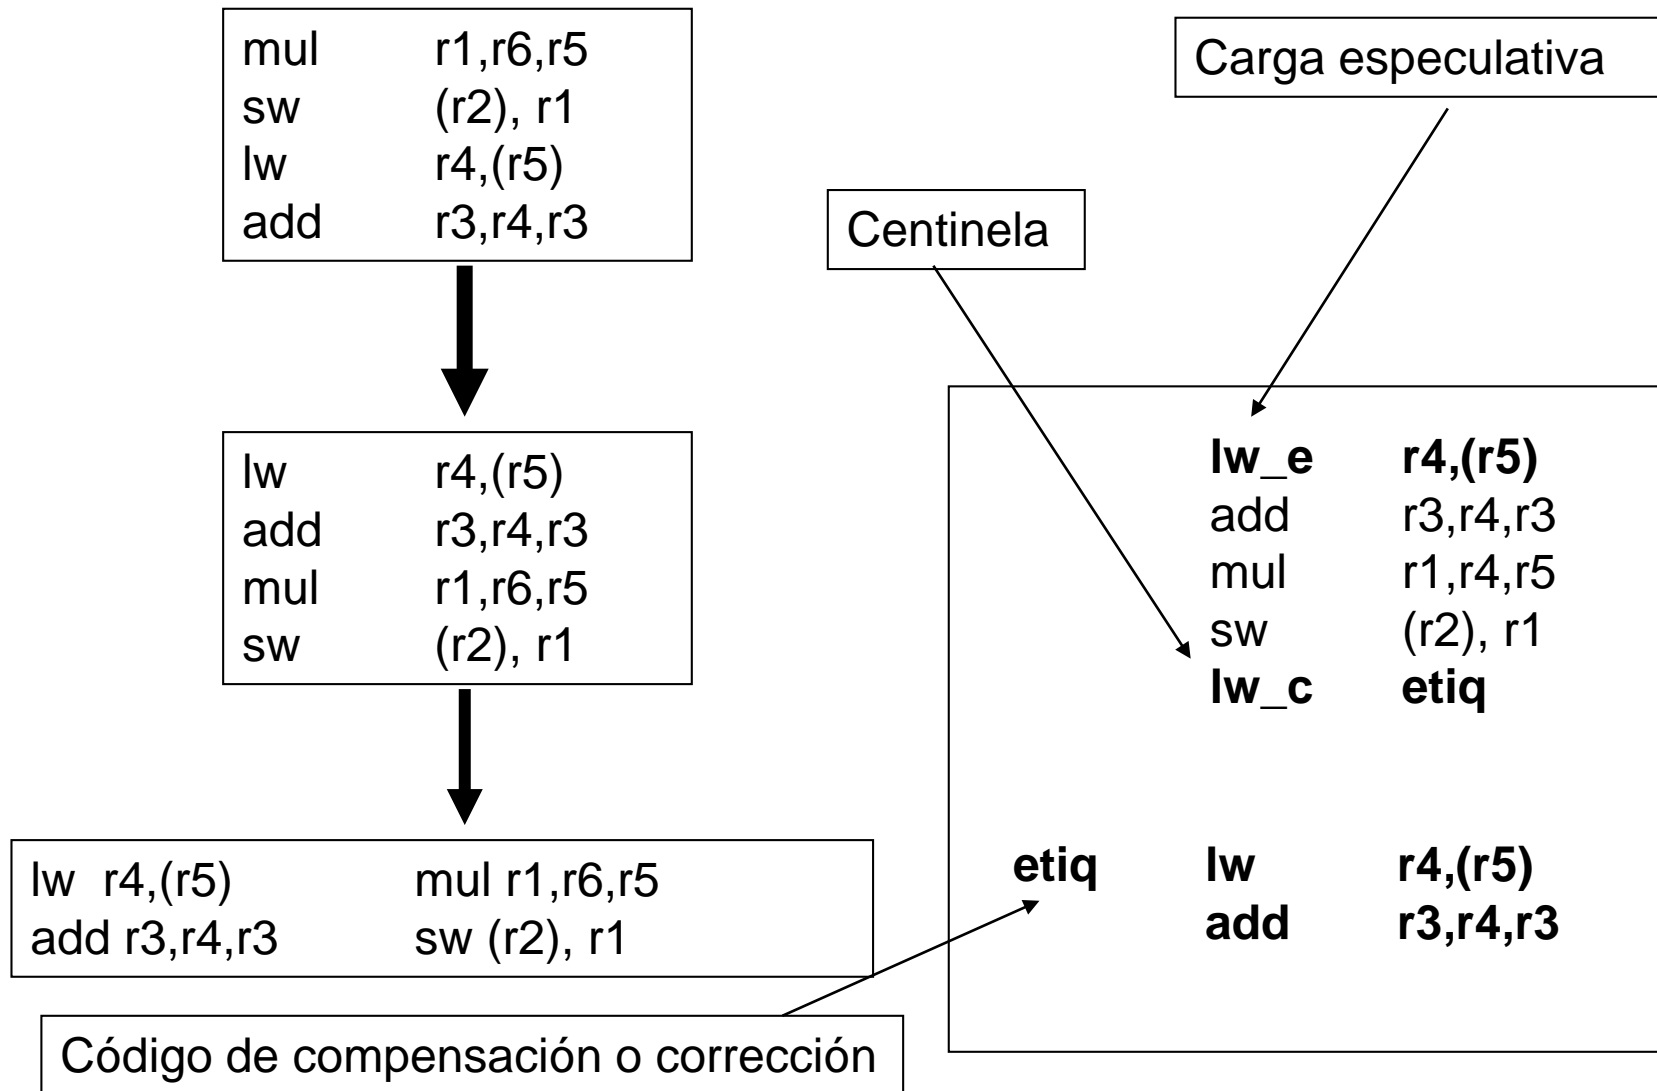 mul r1,r6,r5
sw (r2), r1
lw r4,(r5)
add r3,r4,r3
Carga especulativa
Centinela
lw r4,(r5)
add r3,r4,r3
mul r1,r6,r5
sw (r2), r1
lw_e r4,(r5)
add r3,r4,r3
mul r1,r4,r5
sw (r2), r1
lw_c etiq
etiq lw r4,(r5)
add r3,r4,r3
lw r4,(r5) mul r1,r6,r5
add r3,r4,r3 sw (r2), r1
Código de compensación o corrección